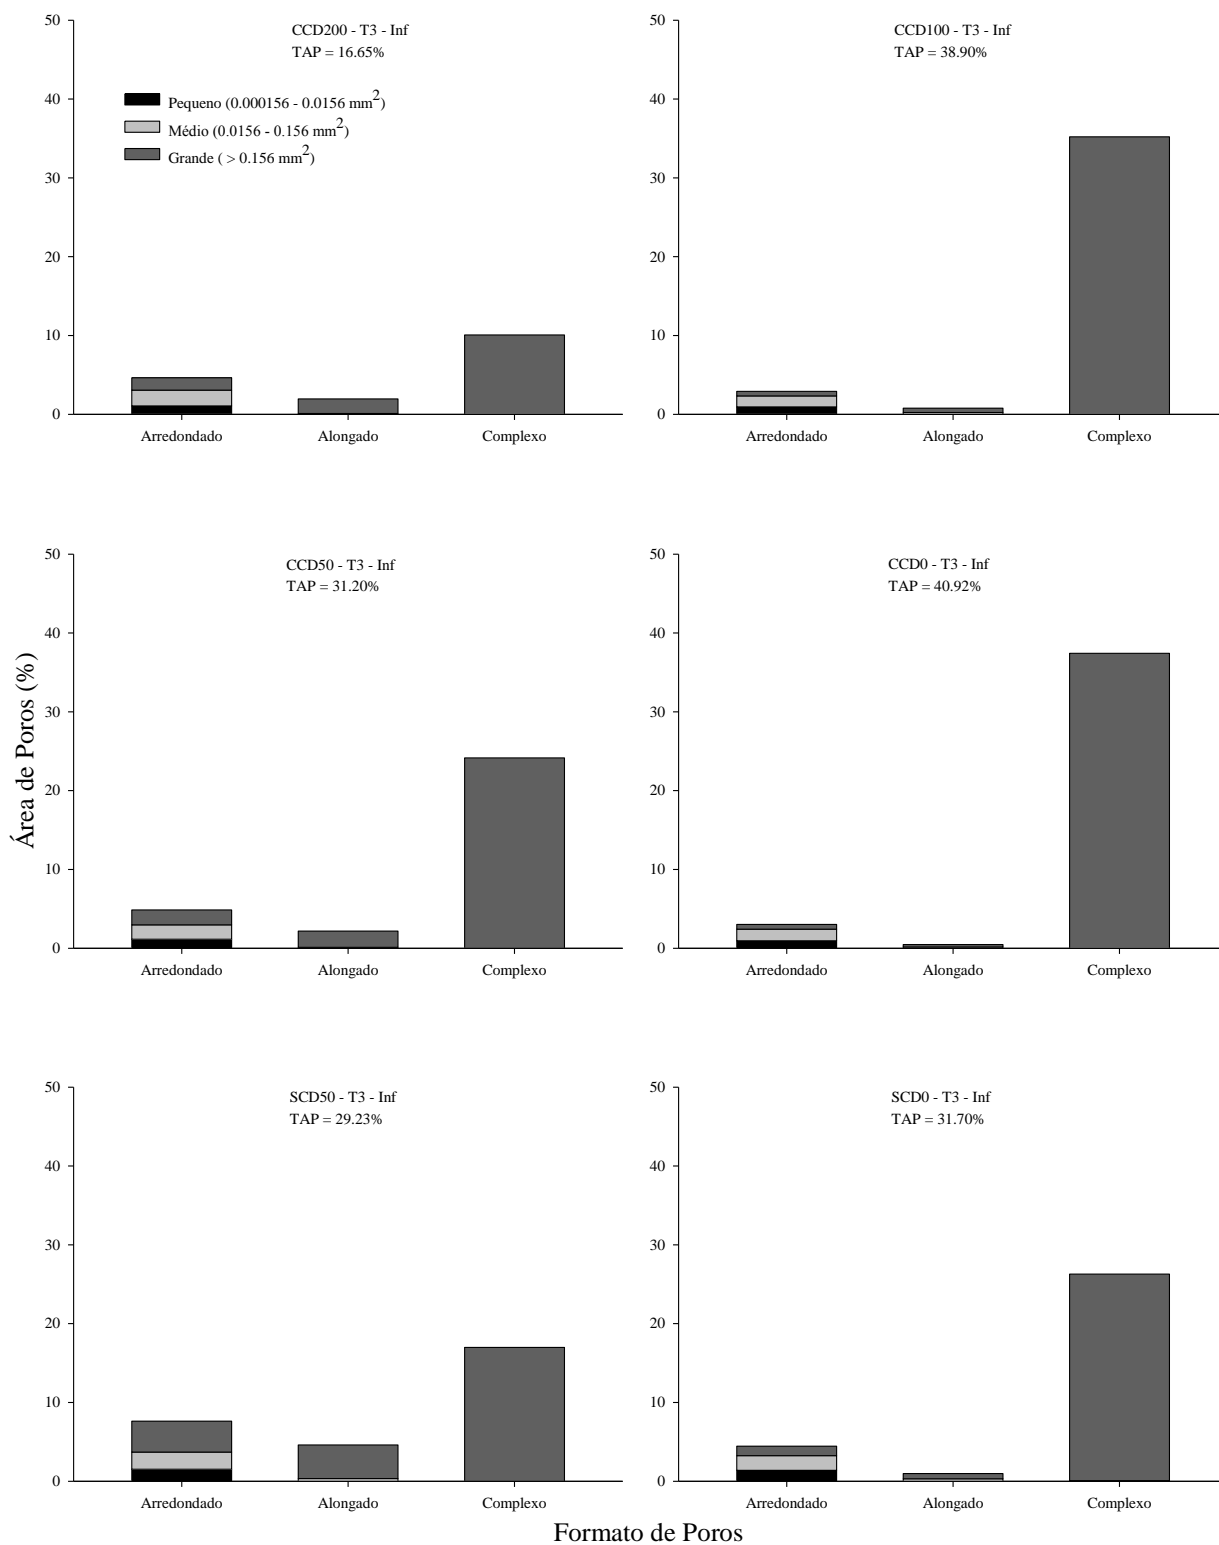 CCD200 - T3 - Inf
TAP = 16.65%
Pequeno (0.000156 - 0.0156 mm²)
Médio (0.0156 - 0.156 mm²)
Grande ( > 0.156 mm²)
50
40
30
20
10
0
Arredondado Alongado Complexo
CCD100 - T3 - Inf
TAP = 38.90%
50
40
30
20
10
0
Arredondado Alongado Complexo
Área de Poros (%)
CCD50 - T3 - Inf
TAP = 31.20%
50
40
30
20
10
0
Arredondado Alongado Complexo
CCD0 - T3 - Inf
TAP = 40.92%
50
40
30
20
10
0
Arredondado Alongado Complexo
SCD50 - T3 - Inf
TAP = 29.23%
50
40
30
20
10
0
Arredondado Alongado Complexo
SCD0 - T3 - Inf
TAP = 31.70%
50
40
30
20
10
0
Arredondado Alongado Complexo
Formato de Poros